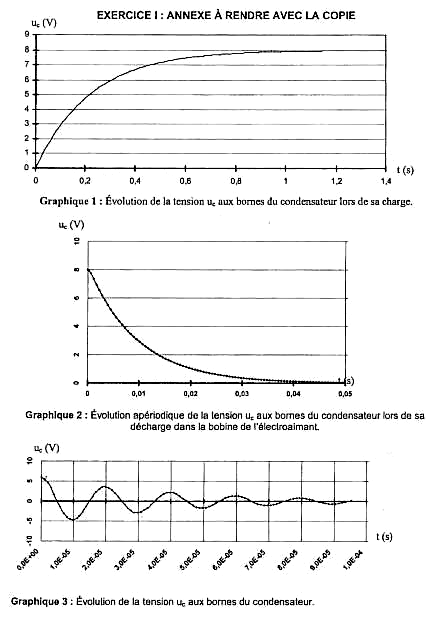 EXERCICE I : ANNEXE À RENDRE AVEC LA COPIE
uc (V)
9
8
7
6
5
4
3
2
1
0
0 0,2 0,4 0,6 0,8 1 1,2 1,4
t (s)
Graphique 1 : Évolution de la tension uc aux bornes du condensateur lors de sa charge.
uc (V)
10
8
6
4
2
0
0 0,01 0,02 0,03 0,04 0,05
t (s)
Graphique 2 : Évolution apériodique de la tension uc aux bornes du condensateur lors de sa
décharge dans la bobine de l'électroaimant.
uc (V)
10
5
0
-5
-10
t (s)
0,0E+00 1,0E-05 2,0E-05 3,0E-05 4,0E-05 5,0E-05 6,0E-05 7,0E-05 8,0E-05 9,0E-05 1,0E-04
Graphique 3 : Évolution de la tension uc aux bornes du condensateur.